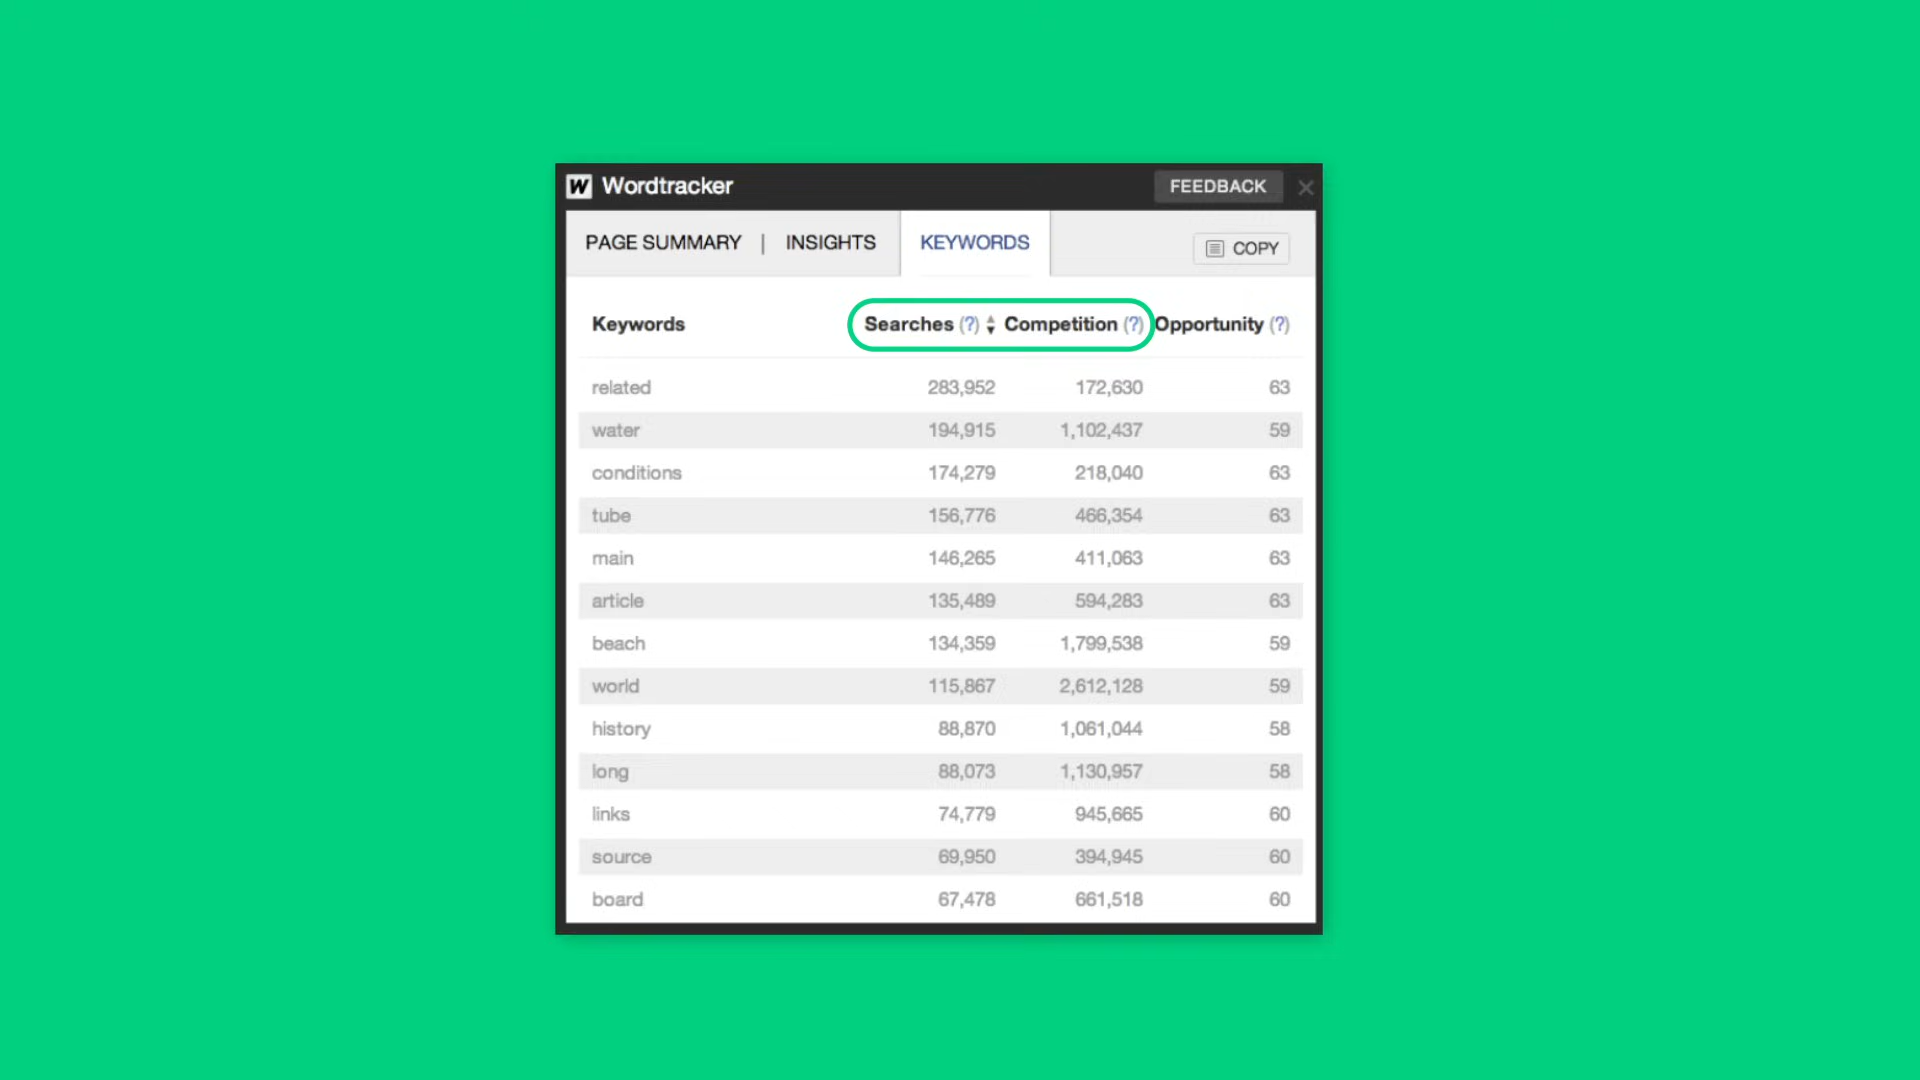 W Wordtracker FEEDBACK ×
PAGE SUMMARY | INSIGHTS KEYWORDS COPY
Keywords Searches (?) Competition (?) Opportunity (?)
related 283,952 172,630 63
water 194,915 1,102,437 59
conditions 174,279 218,040 63
tube 156,776 466,354 63
main 146,265 411,063 63
article 135,489 594,283 63
beach 134,359 1,799,538 59
world 115,867 2,612,128 59
history 88,870 1,061,044 58
long 88,073 1,130,957 58
links 74,779 945,665 60
source 69,950 394,945 60
board 67,478 661,518 60